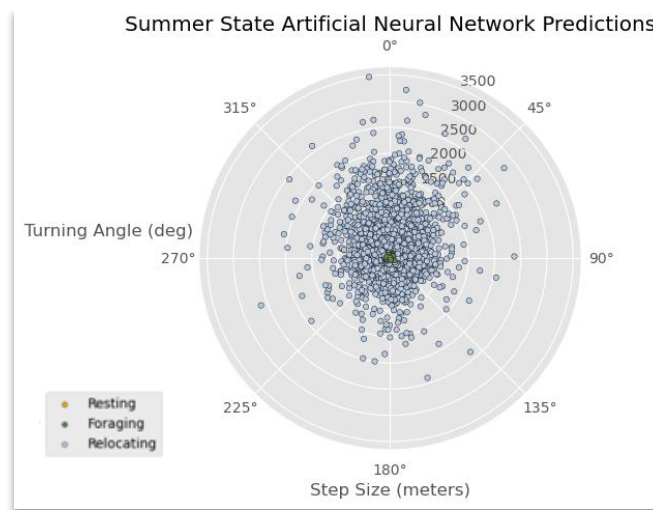 Summer State Artificial Neural Network Predictions
0°
315°
3500
3000
45°
2500
2000
Turning Angle (deg)
270°
90°
Resting
Foraging
Relocating
225°
135°
180°
Step Size (meters)